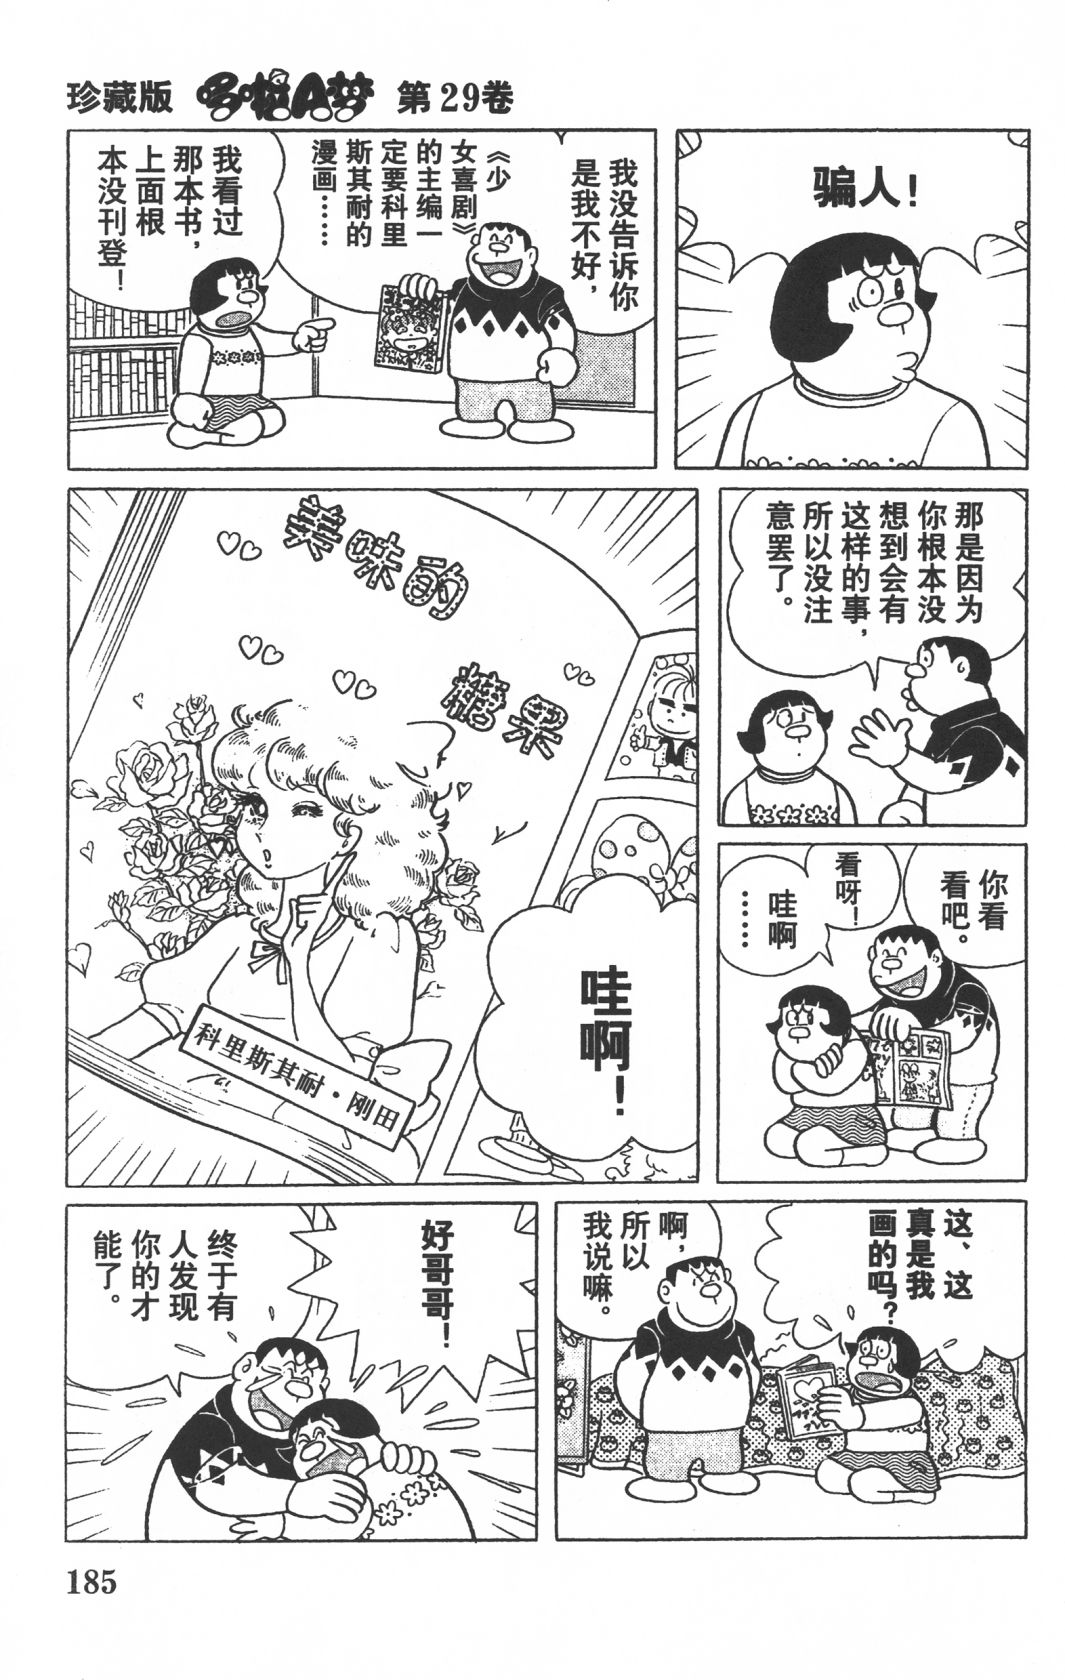 珍藏版 哆啦A梦 第29卷
骗人！
我没告诉你
是我不好，
《少
女喜剧》
的主编一
定要科里
斯其耐的
漫画……
我看过
那本书，
上面根
本没刊登！
那是因为
你根本没
想到会有
这样的事，
所以没注
意罢了。
美味的
糖果
科里斯其耐·刚田
哇啊！
你看
看吧。
看呀！
哇啊
……
这、这
真是我
画的吗？
啊，
所以
我说嘛。
好哥哥！
终于有
人发现
你的才
能了。
185